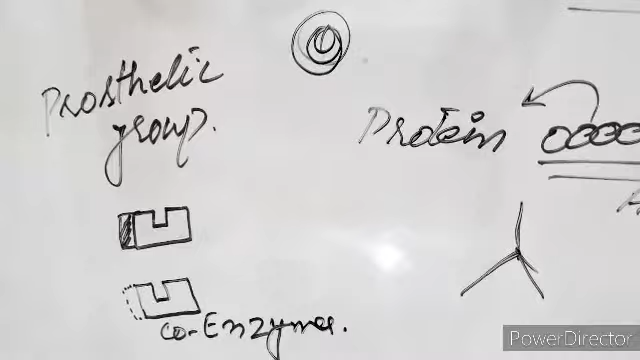 Prosthetic
group.
Protein
co-Enzymes.
PowerDirector